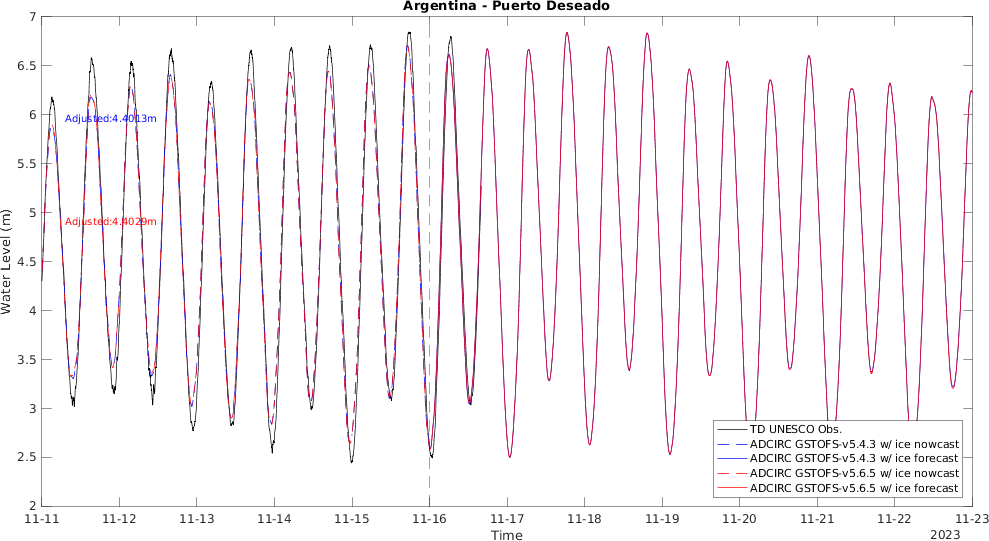 Argentina - Puerto Deseado
7
6.5
6
5.5
5
4.5
4
3.5
3
2.5
2
Water Level (m)
Adjusted:4.4013m
Adjusted:4.4029m
TD UNESCO Obs.
ADCIRC GSTOFS-v5.4.3 w/ ice nowcast
ADCIRC GSTOFS-v5.4.3 w/ ice forecast
ADCIRC GSTOFS-v5.6.5 w/ ice nowcast
ADCIRC GSTOFS-v5.6.5 w/ ice forecast
11-11 11-12 11-13 11-14 11-15 11-16 11-17 11-18 11-19 11-20 11-21 11-22 11-23
Time
2023